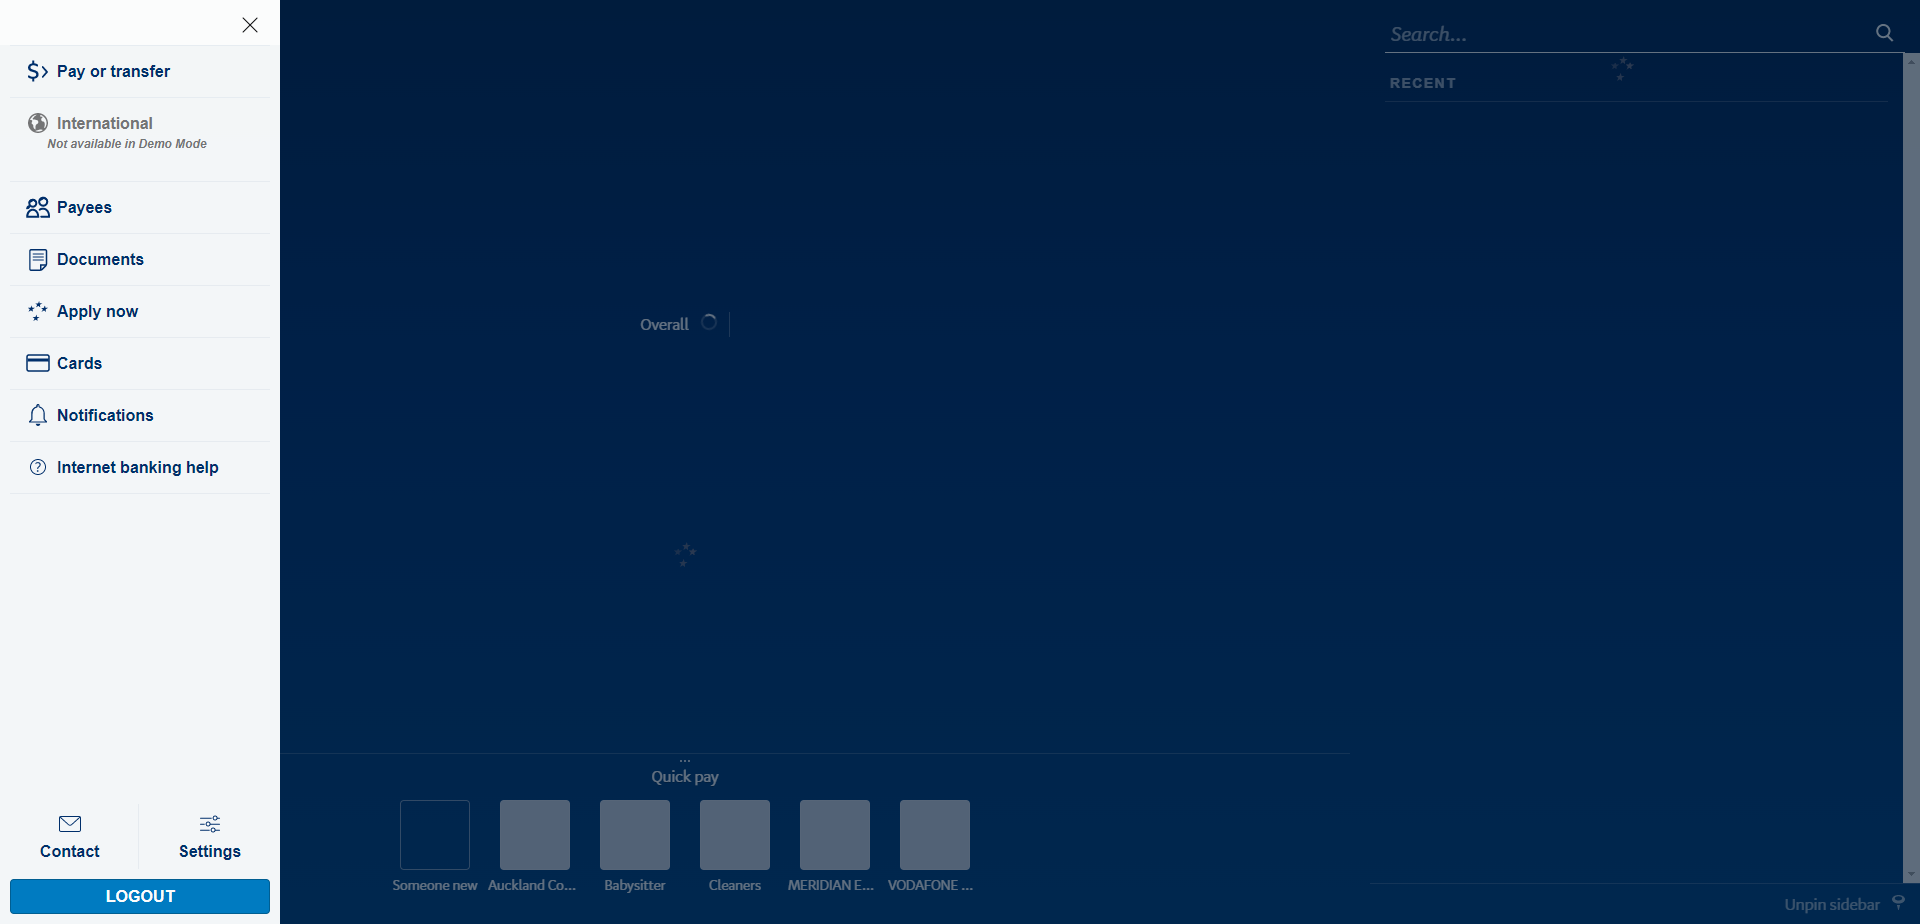 Pay or transfer
International
Not available in Demo Mode
Payees
Documents
Apply now
Cards
Notifications
Internet banking help
Contact
Settings
LOGOUT
Overall
Quick pay
Someone new
Auckland Co...
Babysitter
Cleaners
MERIDIAN E...
VODAFONE ...
Search...
RECENT
Unpin sidebar